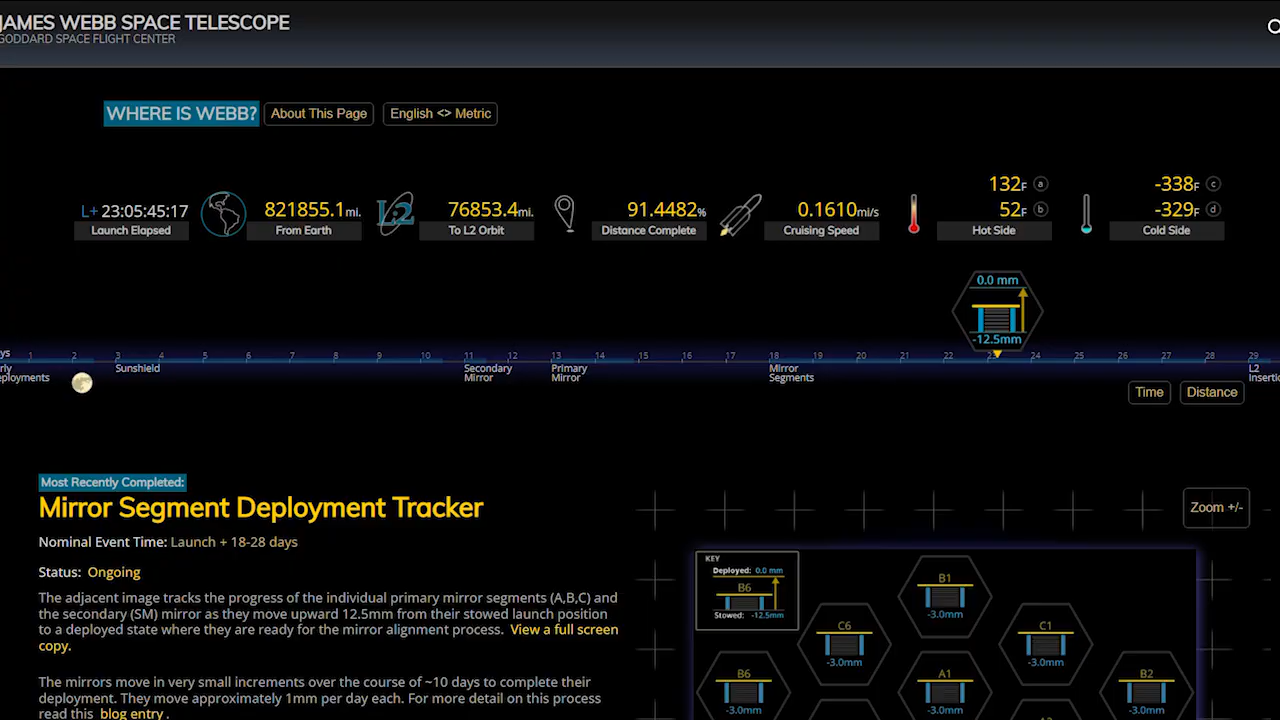 JAMES WEBB SPACE TELESCOPE
GODDARD SPACE FLIGHT CENTER
WHERE IS WEBB? About This Page English <> Metric
132F a -338F c
L+ 23:05:45:17 821855.1mi. L2 76853.4mi. 91.4482% 0.1610mi/s 52F b -329F d
Launch Elapsed From Earth To L2 Orbit Distance Complete Cruising Speed Hot Side Cold Side
0.0 mm
-12.5mm
ys 1 2 3 4 5 6 7 8 9 10 11 12 13 14 15 16 17 18 19 20 21 22 23 24 25 26 27 28 29
rly Sunshield Secondary Primary Mirror L2
eployments Mirror Mirror Segments Insertio
Time Distance
Most Recently Completed:
Mirror Segment Deployment Tracker
Zoom +/-
Nominal Event Time: Launch + 18-28 days
Status: Ongoing
The adjacent image tracks the progress of the individual primary mirror segments (A,B,C) and
the secondary (SM) mirror as they move upward 12.5mm from their stowed launch position
to a deployed state where they are ready for the mirror alignment process. View a full screen
copy.
The mirrors move in very small increments over the course of ~10 days to complete their
deployment. They move approximately 1mm per day each. For more detail on this process
read this blog entry .
KEY
Deployed: 0.0 mm
B6
Stowed: -12.5mm
B1
-3.0mm
C6
-3.0mm
C1
-3.0mm
B6
-3.0mm
A1
-3.0mm
B2
-3.0mm